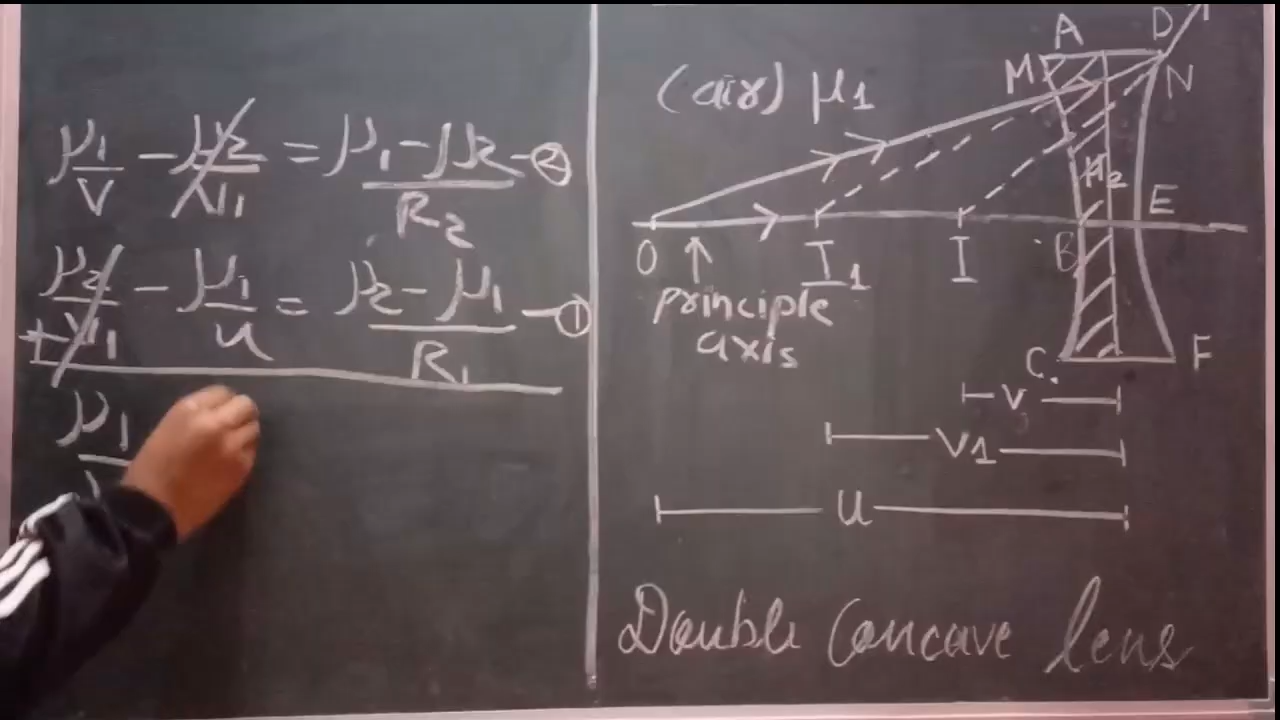 μ1/V - μ2/V1 = μ1 - μ2/R2 - ②
μ2/V1 - μ1/u = μ2 - μ1/R1 - ①
+
μ1
A
D
M
N
(air) μ1
μ2
E
O
I1
I
B
principle
axis
C
F
V
V1
u
Double Concave lens